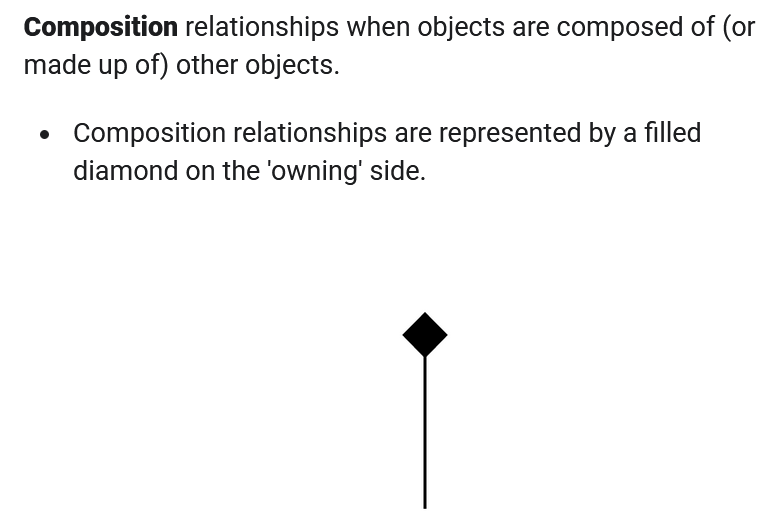 Composition relationships when objects are composed of (or
made up of) other objects.
• Composition relationships are represented by a filled
diamond on the 'owning' side.